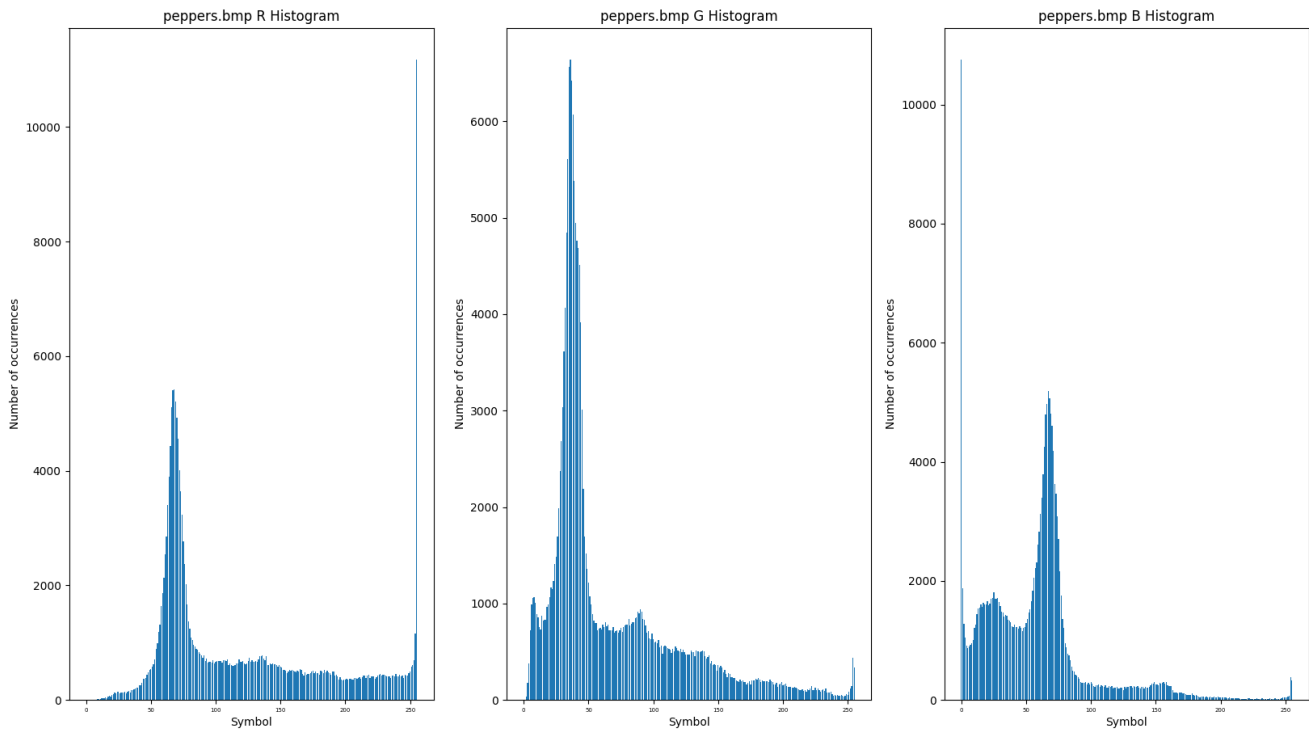 peppers.bmp R Histogram
Number of occurrences
10000
8000
6000
4000
2000
0
0 50 100 150 200 250
Symbol
peppers.bmp G Histogram
Number of occurrences
6000
5000
4000
3000
2000
1000
0
0 50 100 150 200 250
Symbol
peppers.bmp B Histogram
Number of occurrences
10000
8000
6000
4000
2000
0
0 50 100 150 200 250
Symbol